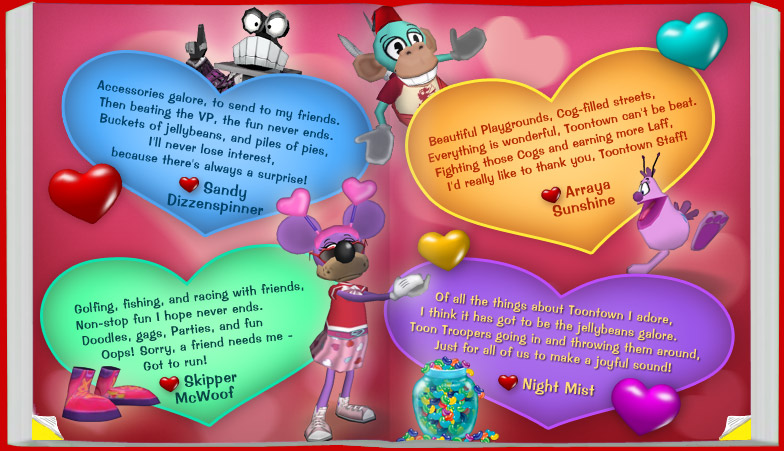 Accessories galore, to send to my friends.
Then beating the VP, the fun never ends.
Buckets of jellybeans, and piles of pies,
I'll never lose interest,
because there's always a surprise!
Sandy
Dizzenspinner
Beautiful Playgrounds, Cog-filled streets,
Everything is wonderful, Toontown can't be beat.
Fighting those Cogs and earning more Laff,
I'd really like to thank you, Toontown Staff!
Arraya
Sunshine
Golfing, fishing, and racing with friends,
Non-stop fun I hope never ends.
Doodles, gags, Parties, and fun
Oops! Sorry, a friend needs me -
Got to run!
Skipper
McWoof
Of all the things about Toontown I adore,
I think it has got to be the jellybeans galore.
Toon Troopers going in and throwing them around,
Just for all of us to make a joyful sound!
Night Mist